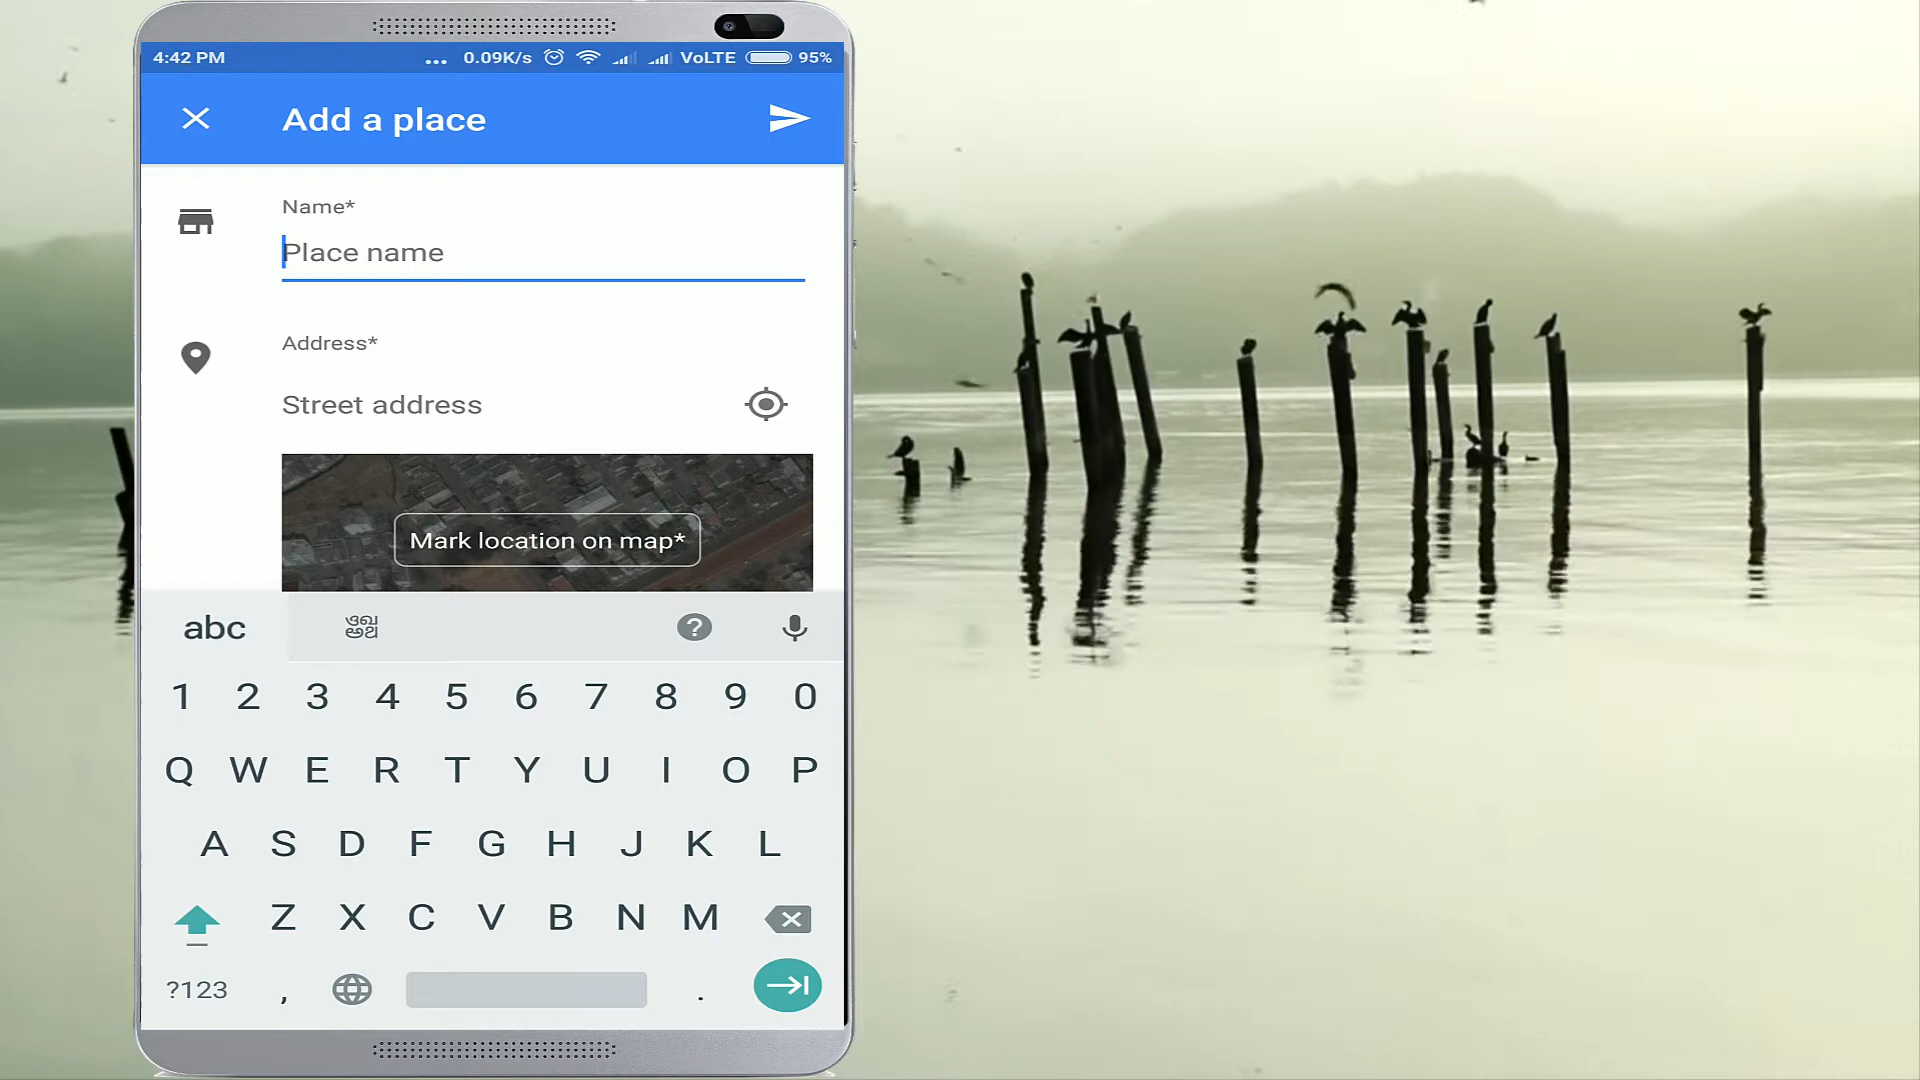 4:42 PM ... 0.09K/s VoLTE 95%
Add a place
Name*
Place name
Address*
Street address
Mark location on map*
abc
1 2 3 4 5 6 7 8 9 0
Q W E R T Y U I O P
A S D F G H J K L
Z X C V B N M
?123 , .